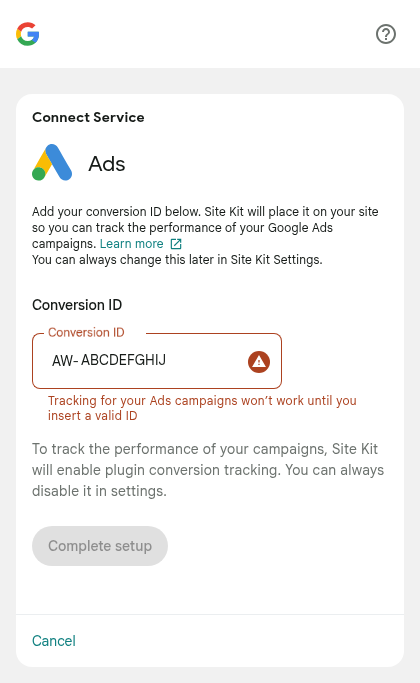 Connect Service
Ads
Add your conversion ID below. Site Kit will place it on your site
so you can track the performance of your Google Ads
campaigns. Learn more
You can always change this later in Site Kit Settings.
Conversion ID
Conversion ID
AW- ABCDEFGHIJ
Tracking for your Ads campaigns won’t work until you
insert a valid ID
To track the performance of your campaigns, Site Kit
will enable plugin conversion tracking. You can always
disable it in settings.
Complete setup
Cancel